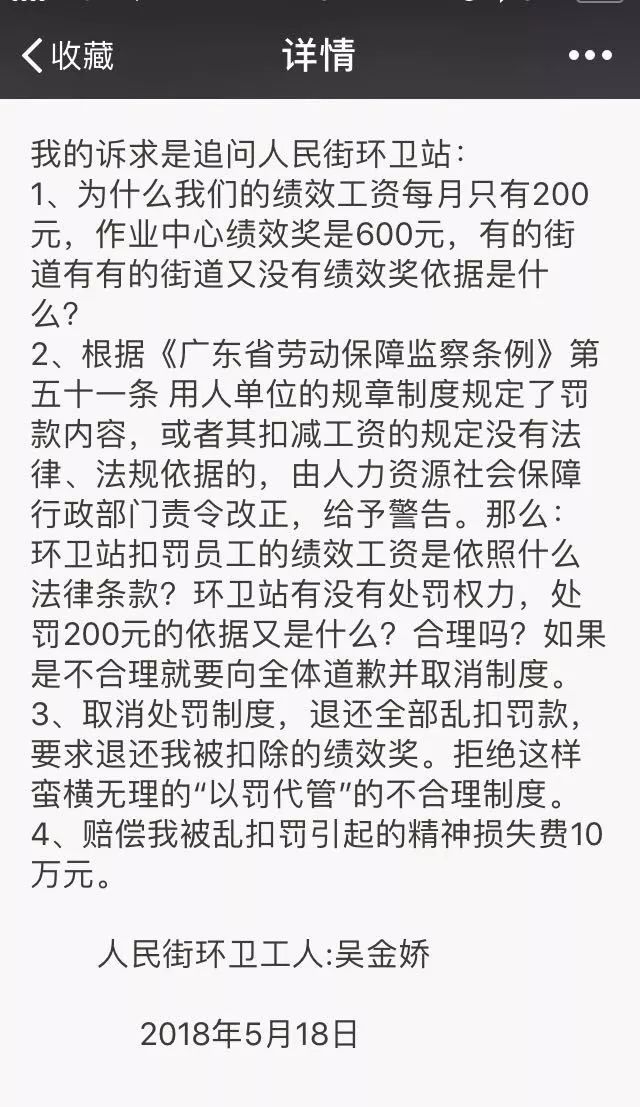 收藏
详情
我的诉求是追问人民街环卫站：
1、为什么我们的绩效工资每月只有200
元，作业中心绩效奖是600元，有的街
道有有的街道又没有绩效奖依据是什
么？
2、根据《广东省劳动保障监察条例》第
五十一条 用人单位的规章制度规定了罚
款内容，或者其扣减工资的规定没有法
律、法规依据的，由人力资源社会保障
行政部门责令改正，给予警告。那么：
环卫站扣罚员工的绩效工资是依照什么
法律条款？环卫站有没有处罚权力，处
罚200元的依据又是什么？合理吗？如果
是不合理就要向全体道歉并取消制度。
3、取消处罚制度，退还全部乱扣罚款，
要求退还我被扣除的绩效奖。拒绝这样
蛮横无理的“以罚代管”的不合理制度。
4、赔偿我被乱扣罚引起的精神损失费10
万元。
人民街环卫工人:吴金娇
2018年5月18日